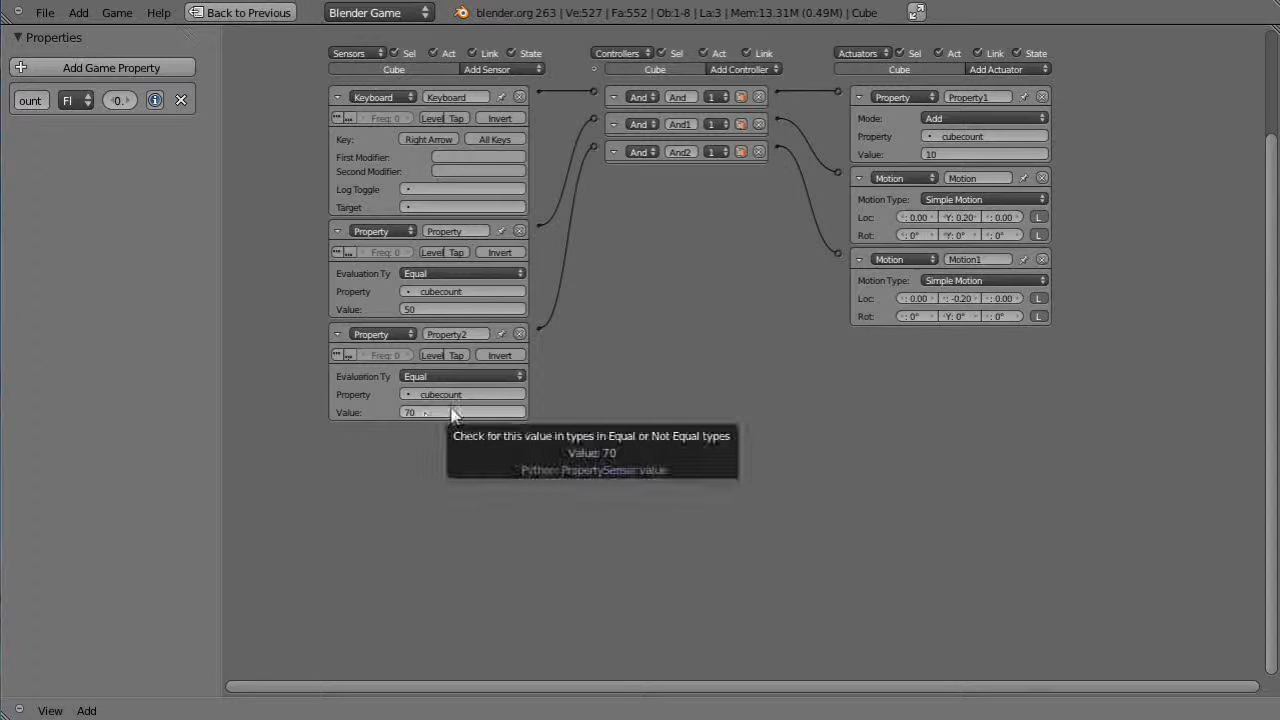 File Add Game Help Back to Previous Blender Game blender.org 263 | Ve:527 | Fa:552 | Ob:1-8 | La:3 | Mem:13.31M (0.49M) | Cube
Properties
Add Game Property
ount Fl 0.
Sensors Sel Act Link State
Cube Add Sensor
Keyboard Keyboard
Freq: 0 Level Tap Invert
Key: Right Arrow All Keys
First Modifier:
Second Modifier:
Log Toggle
Target
Property Property
Freq: 0 Level Tap Invert
Evaluation Ty Equal
Property cubecount
Value: 50
Property Property2
Freq: 0 Level Tap Invert
Evaluation Ty Equal
Property cubecount
Value: 70
Check for this value in types in Equal or Not Equal types
Value: 70
Python: PropertySensor.value
Controllers Sel Act Link
Cube Add Controller
And And 1
And And1 1
And And2 1
Actuators Sel Act Link State
Cube Add Actuator
Property Property1
Mode: Add
Property cubecount
Value: 10
Motion Motion
Motion Type: Simple Motion
Loc: : 0.00 Y: 0.20 : 0.00 L
Rot: : 0° Y: 0° : 0° L
Motion Motion1
Motion Type: Simple Motion
Loc: : 0.00 : -0.20 : 0.00 L
Rot: : 0° Y: 0° : 0° L
View Add